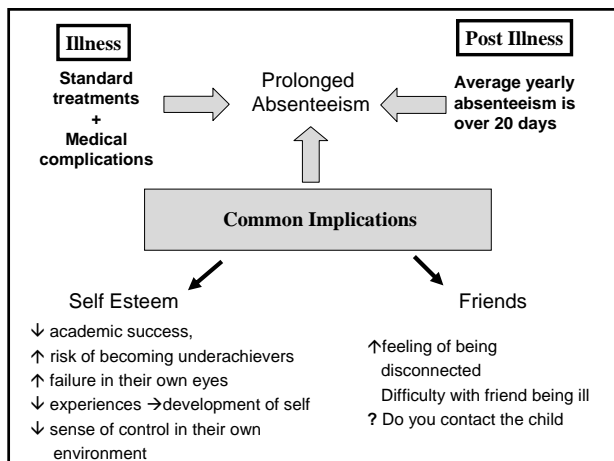 Illness
Standard
treatments
+
Medical
complications
Prolonged
Absenteeism
Post Illness
Average yearly
absenteeism is
over 20 days
Common Implications
Self Esteem
↓ academic success,
↑ risk of becoming underachievers
↑ failure in their own eyes
↓ experiences →development of self
↓ sense of control in their own
environment
Friends
↑feeling of being
disconnected
Difficulty with friend being ill
? Do you contact the child